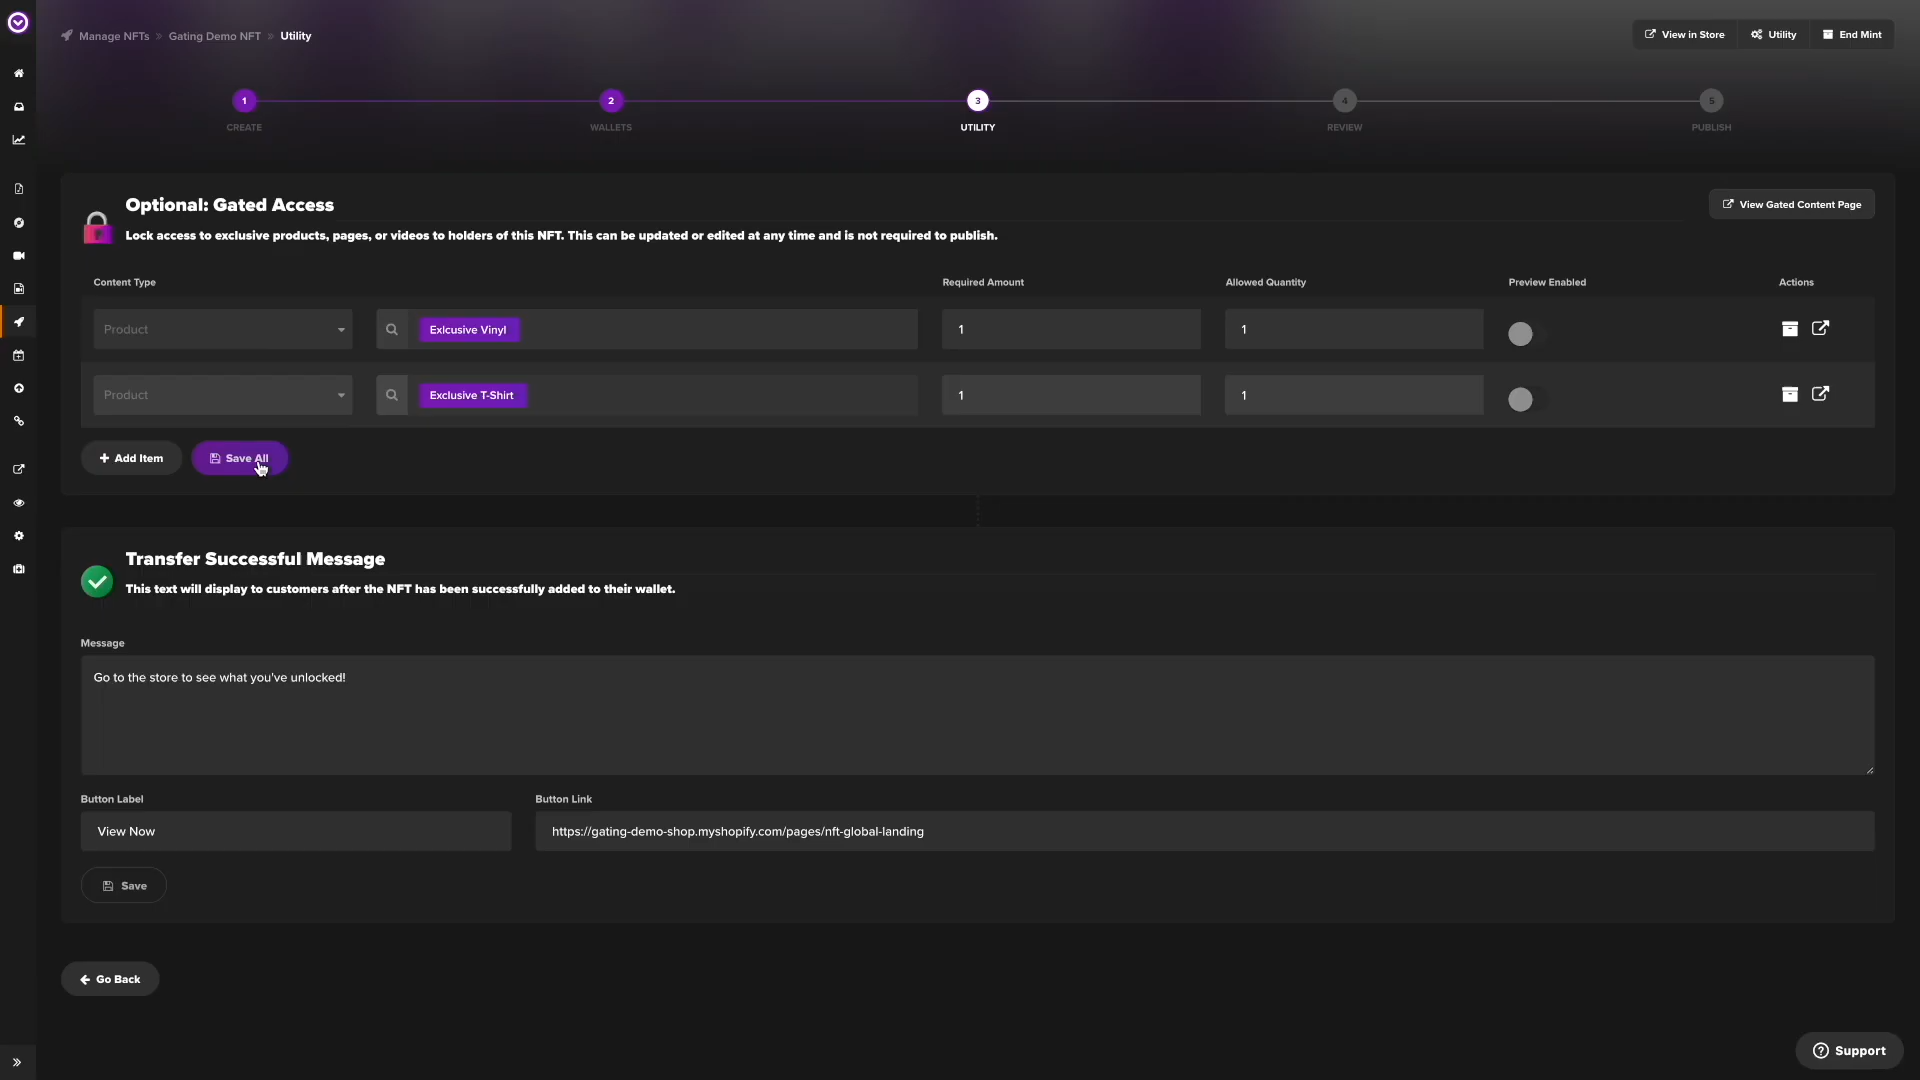 Manage NFTs » Gating Demo NFT » Utility
View in Store
Utility
End Mint
1
2
3
4
5
CREATE
WALLETS
UTILITY
REVIEW
PUBLISH
Optional: Gated Access
View Gated Content Page
Lock access to exclusive products, pages, or videos to holders of this NFT. This can be updated or edited at any time and is not required to publish.
Content Type
Required Amount
Allowed Quantity
Preview Enabled
Actions
Product
Exlcusive Vinyl
1
1
Product
Exclusive T-Shirt
1
1
+ Add Item
Save All
Transfer Successful Message
This text will display to customers after the NFT has been successfully added to their wallet.
Message
Go to the store to see what you've unlocked!
Button Label
Button Link
View Now
https://gating-demo-shop.myshopify.com/pages/nft-global-landing
Save
Go Back
Support